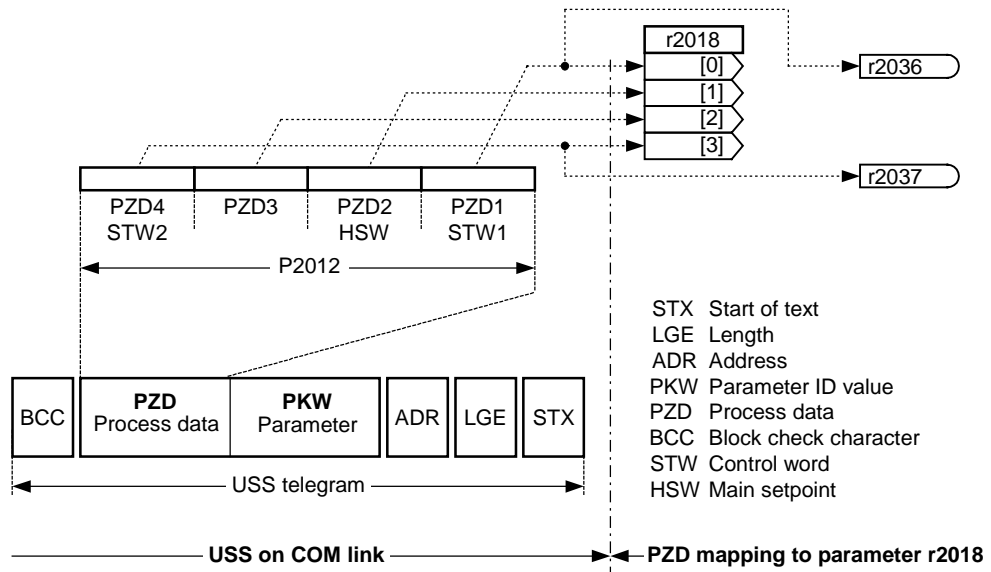 r2018
[0]
[1]
[2]
[3]
r2036
r2037
PZD4 PZD3 PZD2 PZD1
STW2 HSW STW1
P2012
STX Start of text
LGE Length
ADR Address
PKW Parameter ID value
PZD Process data
BCC Block check character
STW Control word
HSW Main setpoint
BCC
PZD
Process data
PKW
Parameter
ADR
LGE
STX
USS telegram
USS on COM link
PZD mapping to parameter r2018